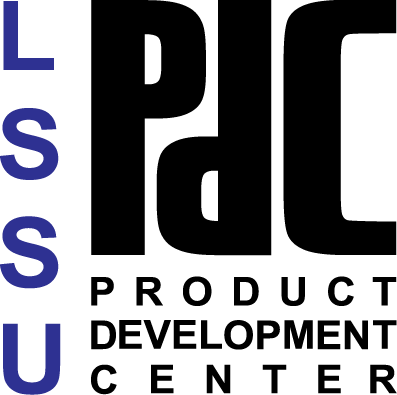 LSSU
PdC
PRODUCT
DEVELOPMENT
CENTER